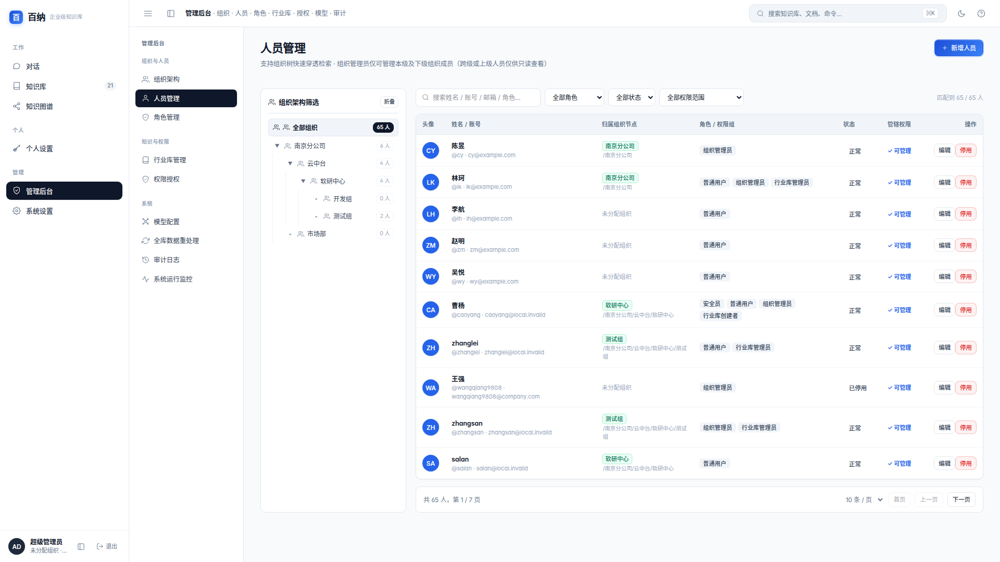 百 百纳 企业级知识库
工作
对话
知识库 21
知识图谱
个人
个人设置
管理
管理后台
系统设置
AD 超级管理员
未分配组织 ·...
退出
管理后台 · 组织 · 人员 · 角色 · 行业库 · 授权 · 模型 · 审计
搜索知识库、文档、命令... ⌘K
管理后台
组织与人员
组织架构
人员管理
角色管理
知识与权限
行业库管理
权限授权
系统
模型配置
全库数据重处理
审计日志
系统运行监控
人员管理
支持组织树快速穿透检索 · 组织管理员仅可管理本级及下级组织成员（跨级或上级人员仅供只读查看）
+ 新增人员
组织架构筛选 折叠
全部组织 65 人
南京分公司 6 人
云中台 4 人
软研中心 4 人
开发组 0 人
测试组 2 人
市场部 0 人
搜索姓名 / 账号 / 邮箱 / 角色... 全部角色 全部状态 全部权限范围 匹配到 65 / 65 人
头像 姓名 / 账号 归属组织节点 角色 / 权限组 状态 管辖权限 操作
CY 陈昱 南京分公司 组织管理员 正常 ✓ 可管理 编辑 停用
@cy · cy@example.com /南京分公司
LK 林珂 南京分公司 普通用户 组织管理员 行业库管理员 正常 ✓ 可管理 编辑 停用
@lk · lk@example.com /南京分公司
LH 李航 未分配组织 普通用户 正常 ✓ 可管理 编辑 停用
@lh · lh@example.com
ZM 赵明 未分配组织 普通用户 正常 ✓ 可管理 编辑 停用
@zm · zm@example.com
WY 吴悦 未分配组织 普通用户 正常 ✓ 可管理 编辑 停用
@wy · wy@example.com
CA 曹杨 软研中心 安全员 普通用户 组织管理员 正常 ✓ 可管理 编辑 停用
@caoyang · caoyang@local.invalid /南京分公司/云中台/软研中心 行业库创建者
ZH zhanglei 测试组 普通用户 行业库管理员 正常 ✓ 可管理 编辑 停用
@zhanglei · zhanglei@local.invalid /南京分公司/云中台/软研中心/测试
组
WA 王强 未分配组织 组织管理员 已停用 ✓ 可管理 编辑 停用
@wangqiang9808 ·
wangqiang9808@company.com
ZH zhangsan 测试组 组织管理员 行业库管理员 正常 ✓ 可管理 编辑 停用
@zhangsan · zhangsan@local.invalid /南京分公司/云中台/软研中心/测试
组
SA salan 软研中心 普通用户 正常 ✓ 可管理 编辑 停用
@salan · salan@local.invalid /南京分公司/云中台/软研中心
共 65 人，第 1 / 7 页 10 条 / 页 首页 上一页 下一页